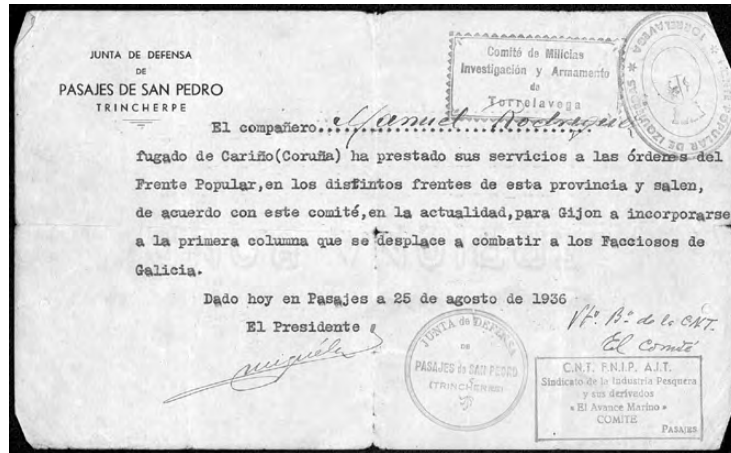 JUNTA DE DEFENSA
DE
PASAJES DE SAN PEDRO
TRINCHERPE
Comité de Milicias
Investigación y Armamento
de
Torrelavega
TORRELAVEGA
POPULAR DE IZQUIERDAS
El compañero. Manuel Rodriguez
fugado de Cariño(Coruña) ha prestado sus servicios a las órdenes del
Frente Popular,en los distintos frentes de esta provincia y salen,
de acuerdo con este comité,en la actualidad,para Gijon a incorporarse
a la primera columna que se desplace a combatir a los Facciosos de
Galicia.
Dado hoy en Pasajes a 25 de agosto de 1936
El Presidente
JUNTA de DEFENSA
DE
PASAJES de SAN PEDRO
(TRINCHERPE)
Vtº. Bº. de la CNT.
El Comité
C.N.T. F.N.I.P. A.I.T.
Sindicato de la Industria Pesquera
y sus derivados
« El Avance Marino »
COMITE
PASAJES